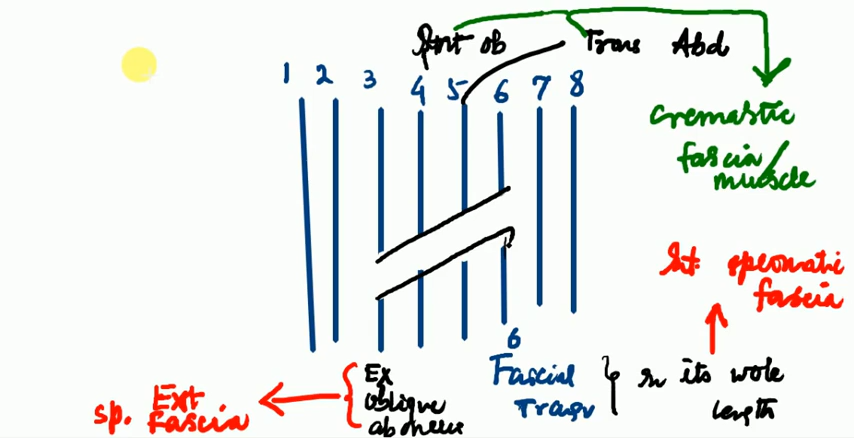 Int ob Trans Abd
1 2 3 4 5 6 7 8
cremastic
fascia/
muscle
Int. spermatic
fascia
6
Ex
oblique
Fascial
Transv
in its wole
length
sp. Ext
Fascia